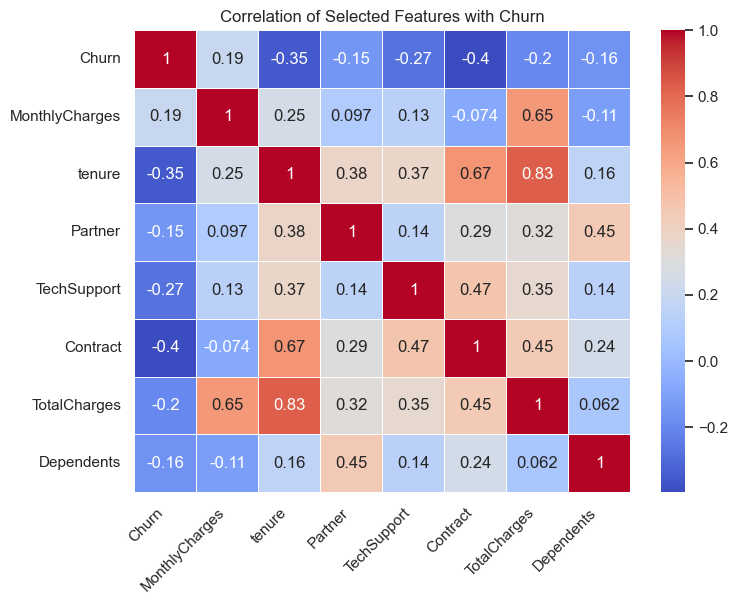 Correlation of Selected Features with Churn
Churn 1 0.19 -0.35 -0.15 -0.27 -0.4 -0.2 -0.16
MonthlyCharges 0.19 1 0.25 0.097 0.13 -0.074 0.65 -0.11
tenure -0.35 0.25 1 0.38 0.37 0.67 0.83 0.16
Partner -0.15 0.097 0.38 1 0.14 0.29 0.32 0.45
TechSupport -0.27 0.13 0.37 0.14 1 0.47 0.35 0.14
Contract -0.4 -0.074 0.67 0.29 0.47 1 0.45 0.24
TotalCharges -0.2 0.65 0.83 0.32 0.35 0.45 1 0.062
Dependents -0.16 -0.11 0.16 0.45 0.14 0.24 0.062 1
Churn MonthlyCharges tenure Partner TechSupport Contract TotalCharges Dependents
1.0
0.8
0.6
0.4
0.2
0.0
−0.2